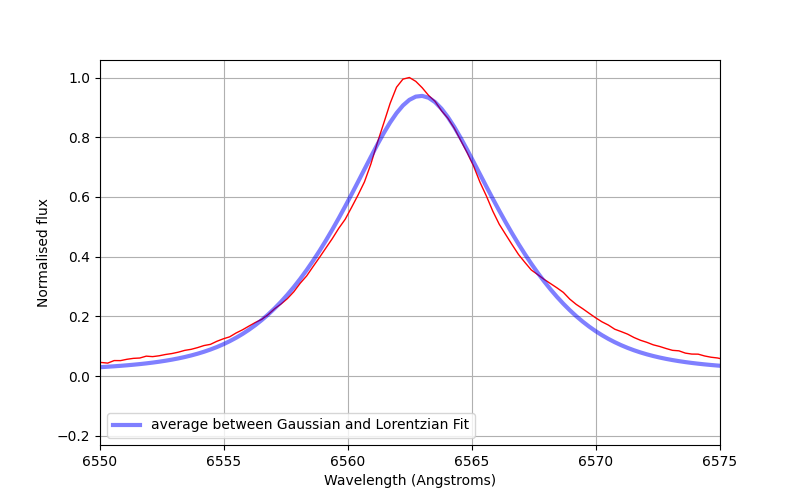 Normalised flux
1.0
0.8
0.6
0.4
0.2
0.0
−0.2
average between Gaussian and Lorentzian Fit
6550 6555 6560 6565 6570 6575
Wavelength (Angstroms)